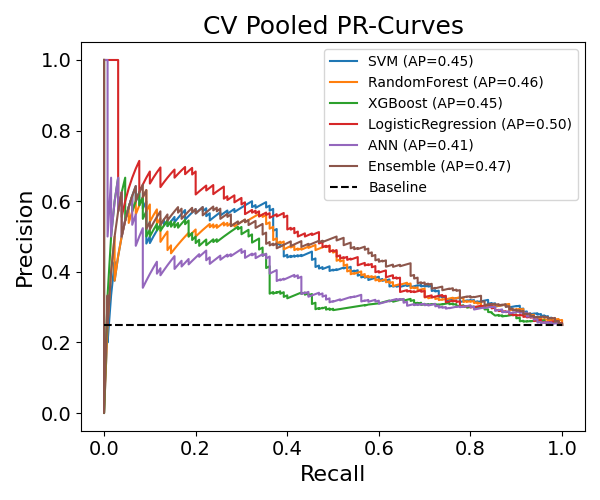 CV Pooled PR-Curves
SVM (AP=0.45)
RandomForest (AP=0.46)
XGBoost (AP=0.45)
LogisticRegression (AP=0.50)
ANN (AP=0.41)
Ensemble (AP=0.47)
Baseline
Precision
1.0
0.8
0.6
0.4
0.2
0.0
0.0 0.2 0.4 0.6 0.8 1.0
Recall